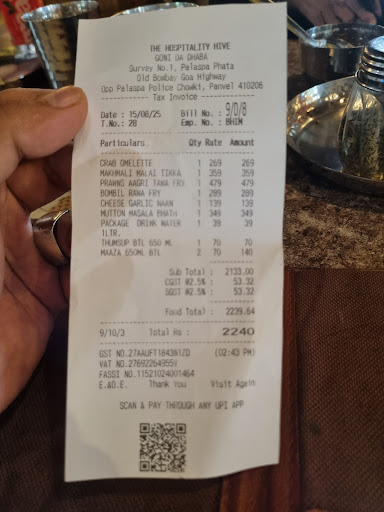 THE HOSPITALITY HIVE
GONI DA DHABA
Survey No.1, Palaspa Phata
Old Bombay Goa Highway
Opp Palaspa Police Chowki, Panvel 410206
Tax Invoice
Date : 15/08/25 Bill No. : 9/D/8
T.No.: 28 Emp. No. : BHIM
Particulars Qty Rate Amount
CRAB OMELETTE 1 269 269
MAKHMALI MALAI TIKKA 1 359 359
PRAWNS AAGRI TAWA FRY 1 479 479
BOMBIL RAWA FRY 1 289 289
CHEESE GARLIC NAAN 1 139 139
MUTTON MASALA BHATH 1 349 349
PACKAGE DRINK WATER 1 39 39
1LTR.
THUMSUP BTL 650 ML 1 70 70
MAAZA 650ML BTL 2 70 140
Sub Total : 2133.00
CGST @2.5% : 53.32
SGST @2.5% : 53.32
Food Total : 2239.64
9/10/3 Total Rs : 2240
GST NO.27AAUFT1843N1ZD (02:43 PM)
VAT NO.27692264955V
FASSI NO.11521024001464
E.&O.E. Thank You Visit Again
SCAN & PAY THROUGH ANY UPI APP